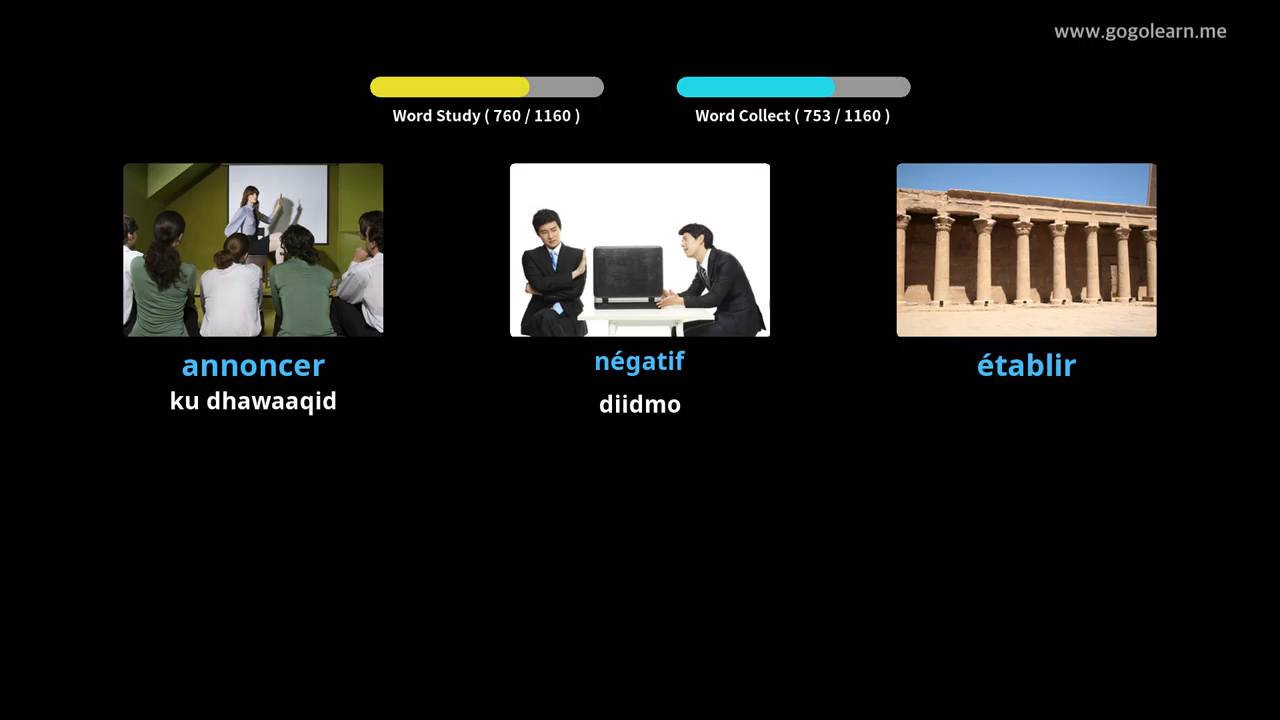 www.gogolearn.me
Word Study ( 760 / 1160 )
Word Collect ( 753 / 1160 )
annoncer
ku dhawaaqid
négatif
diidmo
établir